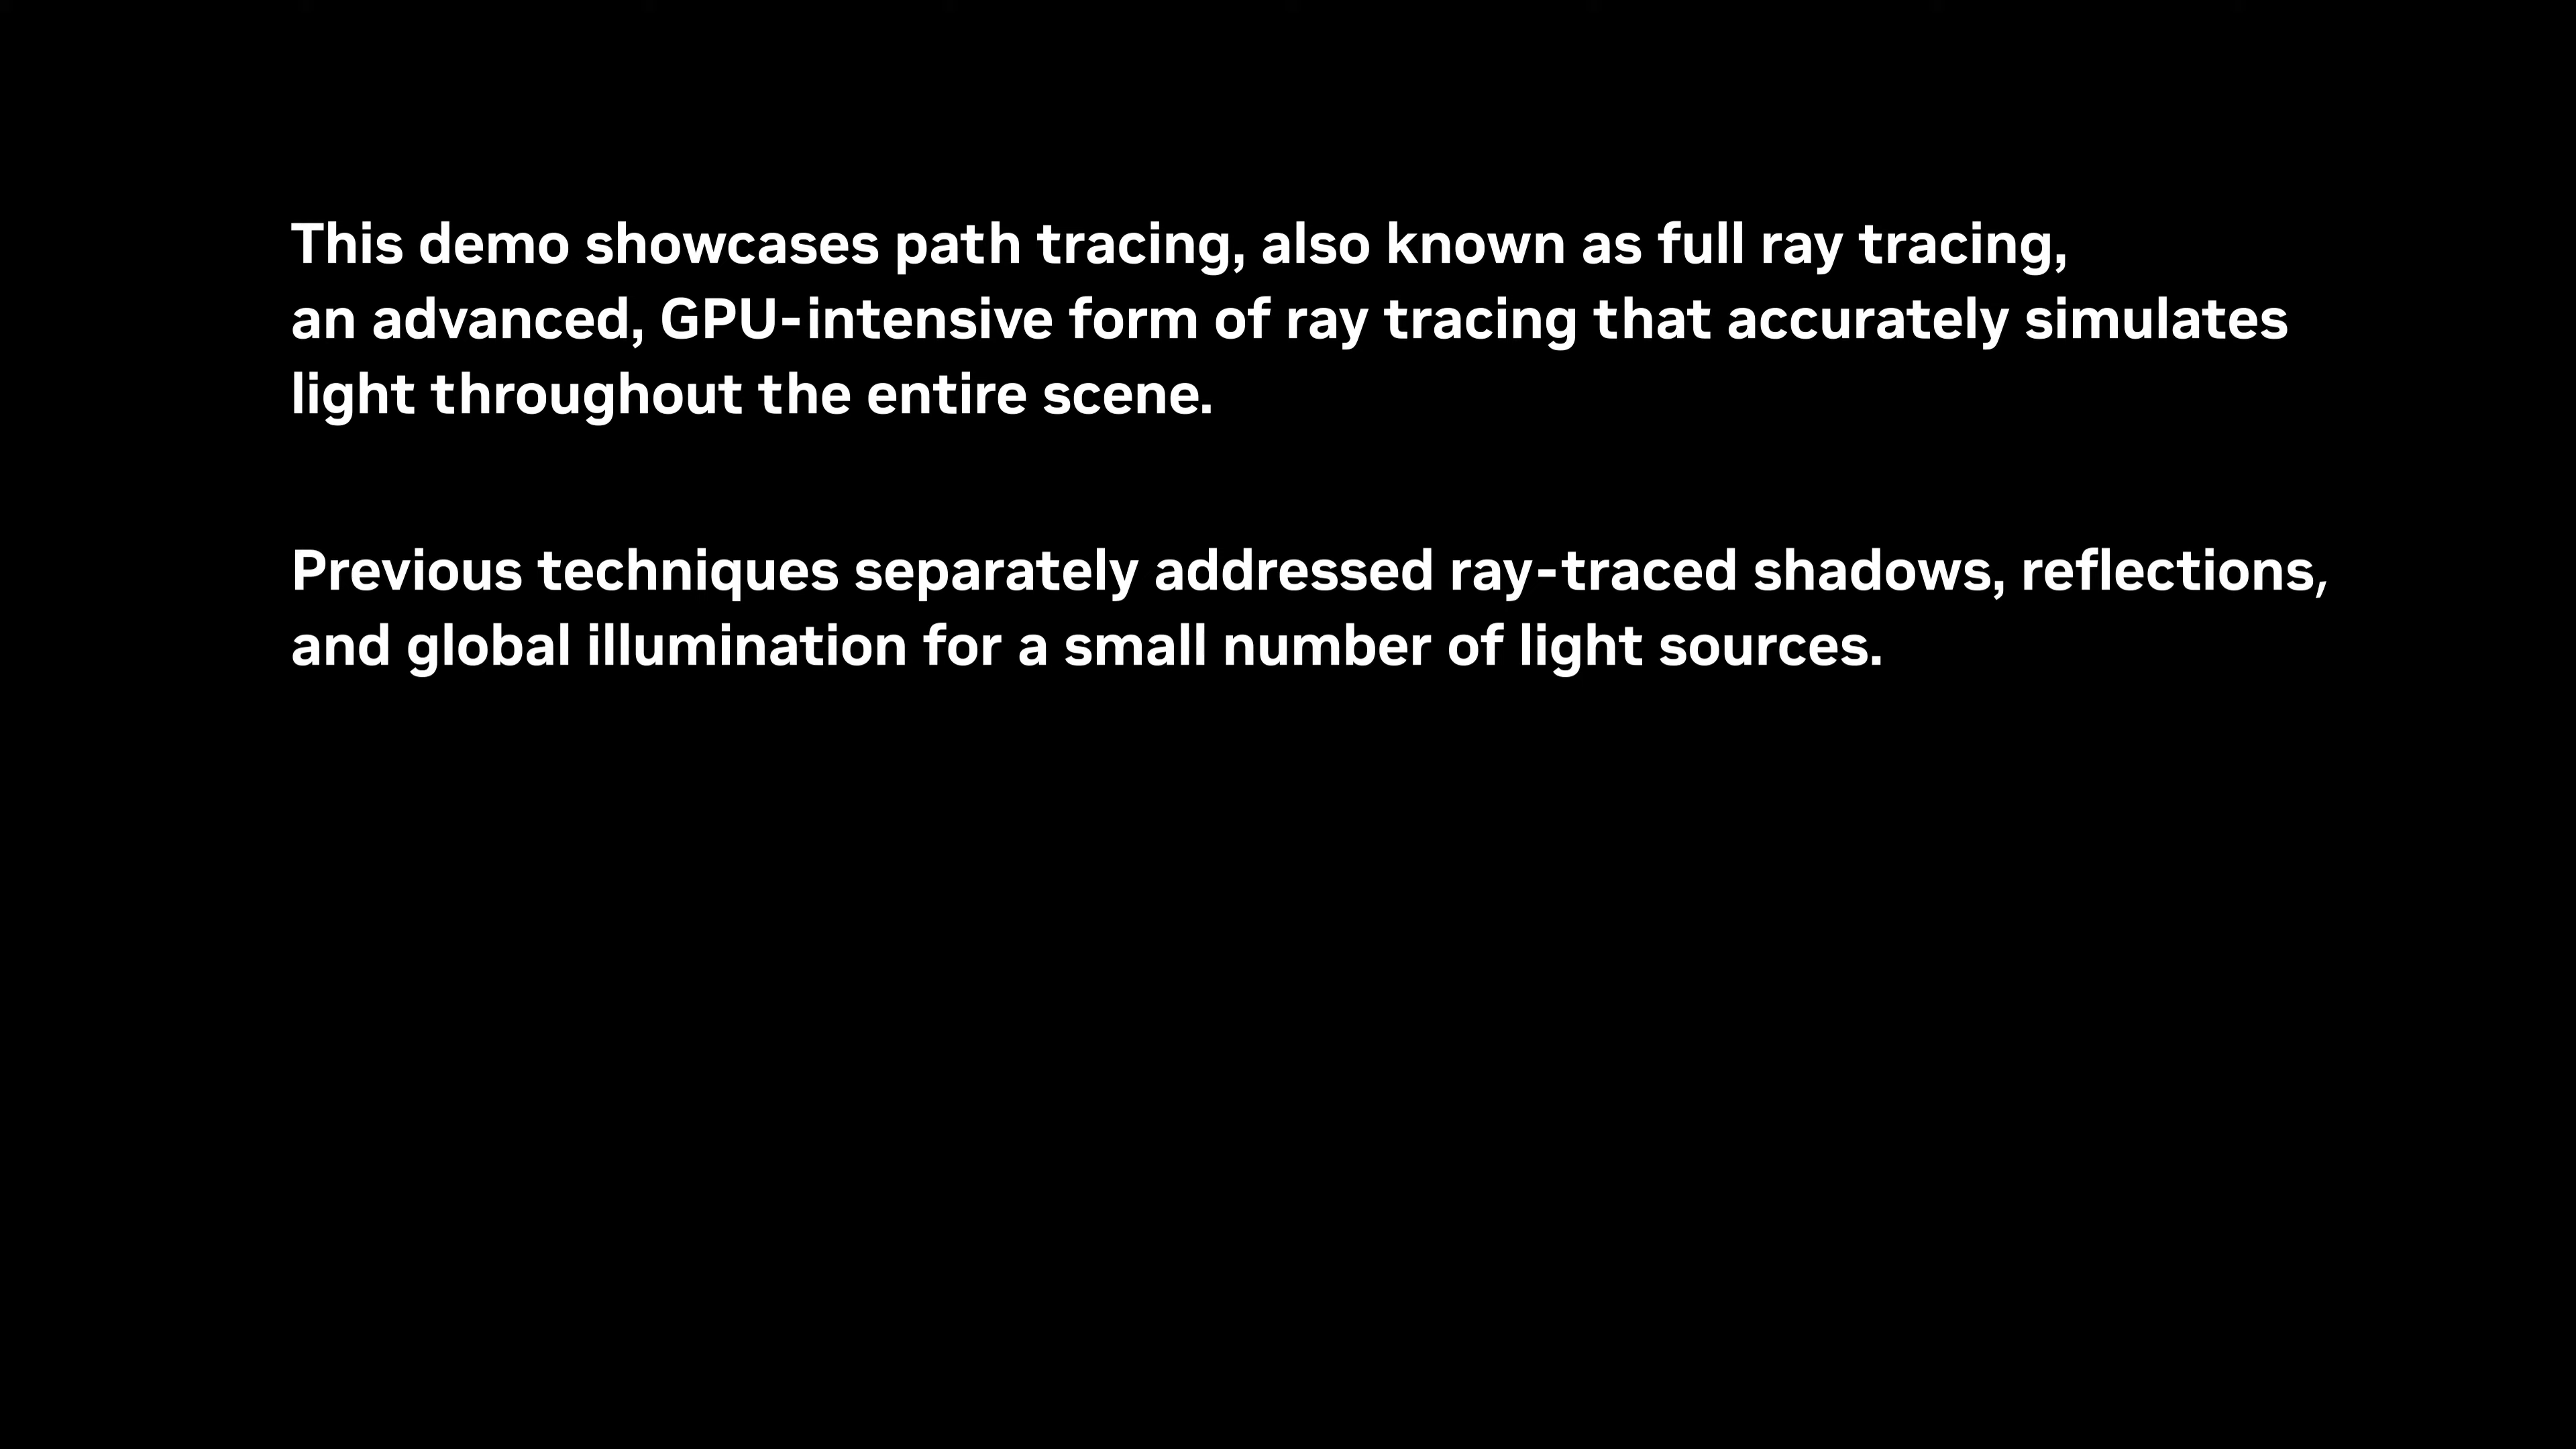 This demo showcases path tracing, also known as full ray tracing,
an advanced, GPU-intensive form of ray tracing that accurately simulates
light throughout the entire scene.
Previous techniques separately addressed ray-traced shadows, reflections,
and global illumination for a small number of light sources.